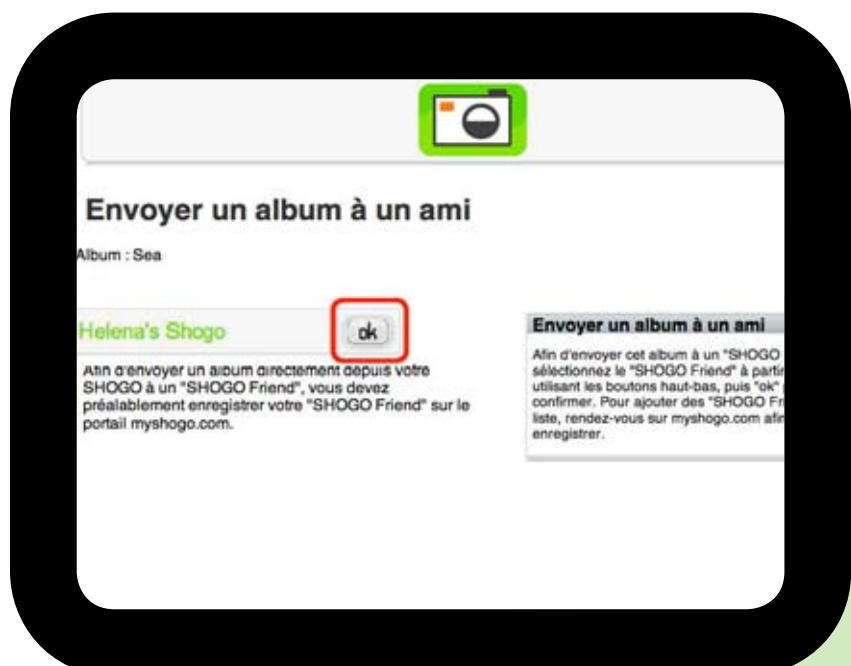 Envoyer un album à un ami
Album : Sea
Helena's Shogo
ok
Afin d'envoyer un album directement depuis votre
SHOGO à un "SHOGO Friend", vous devez
préalablement enregistrer votre "SHOGO Friend" sur le
portail myshogo.com.
Envoyer un album à un ami
Afin d'envoyer cet album à un "SHOGO
sélectionnez le "SHOGO Friend" à partir
utilisant les boutons haut-bas, puis "ok"
confirmer. Pour ajouter des "SHOGO
liste, rendez-vous sur myshogo.com
enregistrer.